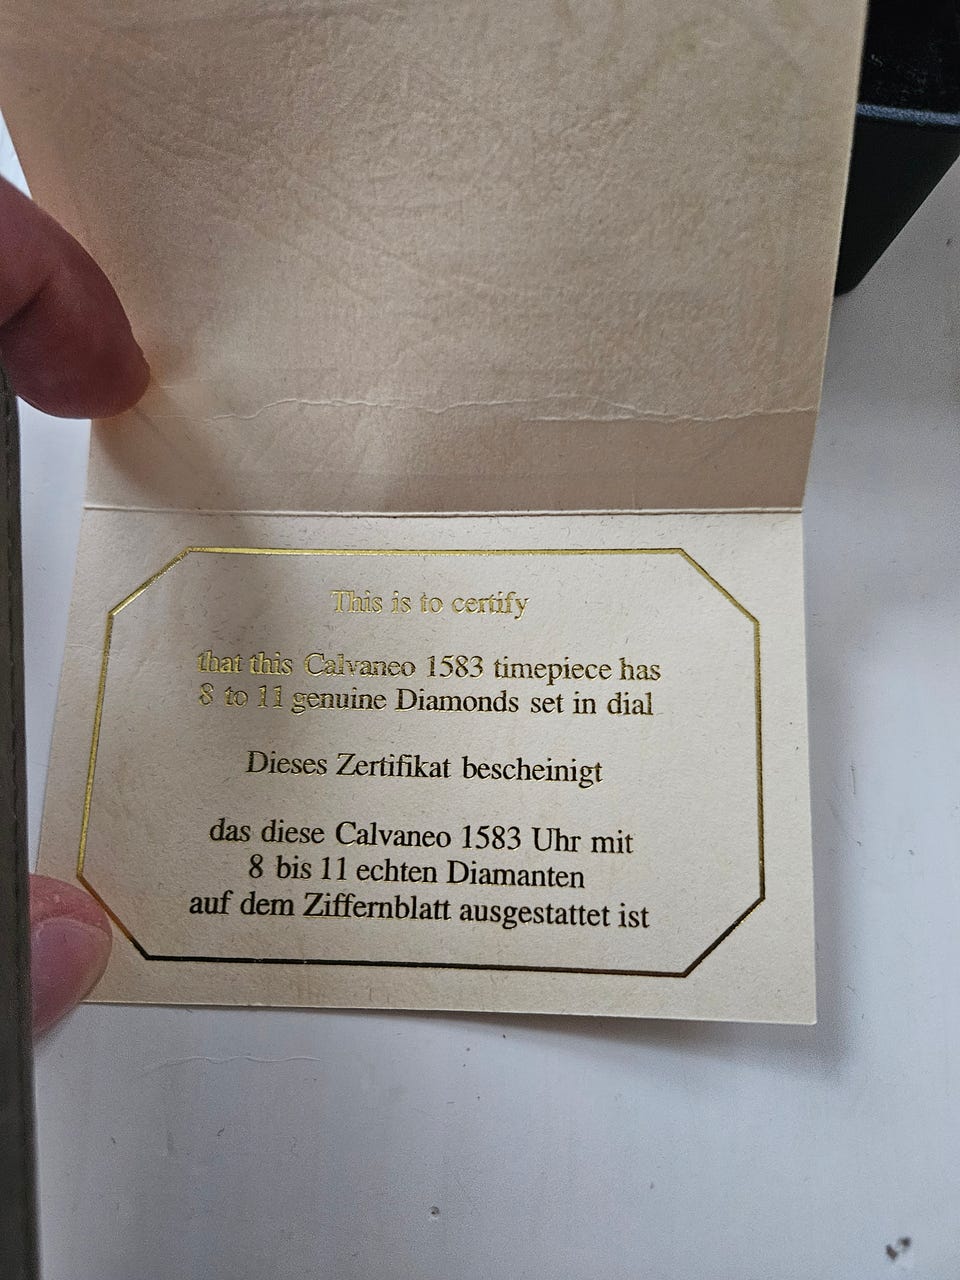 This is to certify
that this Calvaneo 1583 timepiece has
8 to 11 genuine Diamonds set in dial
Dieses Zertifikat bescheinigt
das diese Calvaneo 1583 Uhr mit
8 bis 11 echten Diamanten
auf dem Ziffernblatt ausgestattet ist